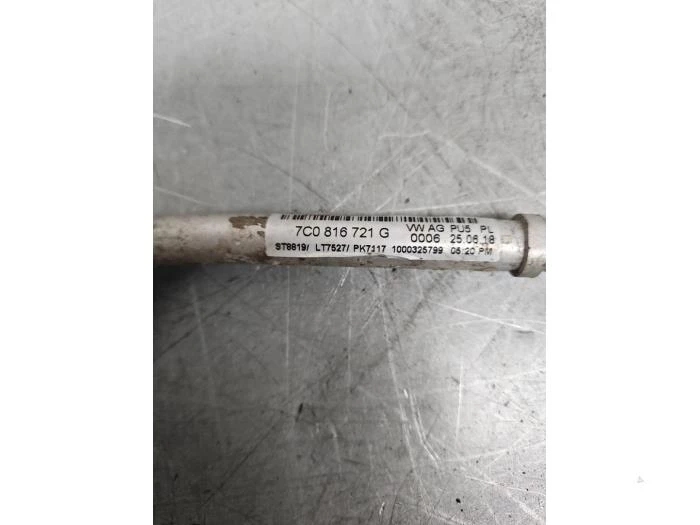 7C0 816 721 G VW AG PU5 PL
0006 25.06.18
ST8819/ LT7527/ PK7117 1000325799 05:20 PM